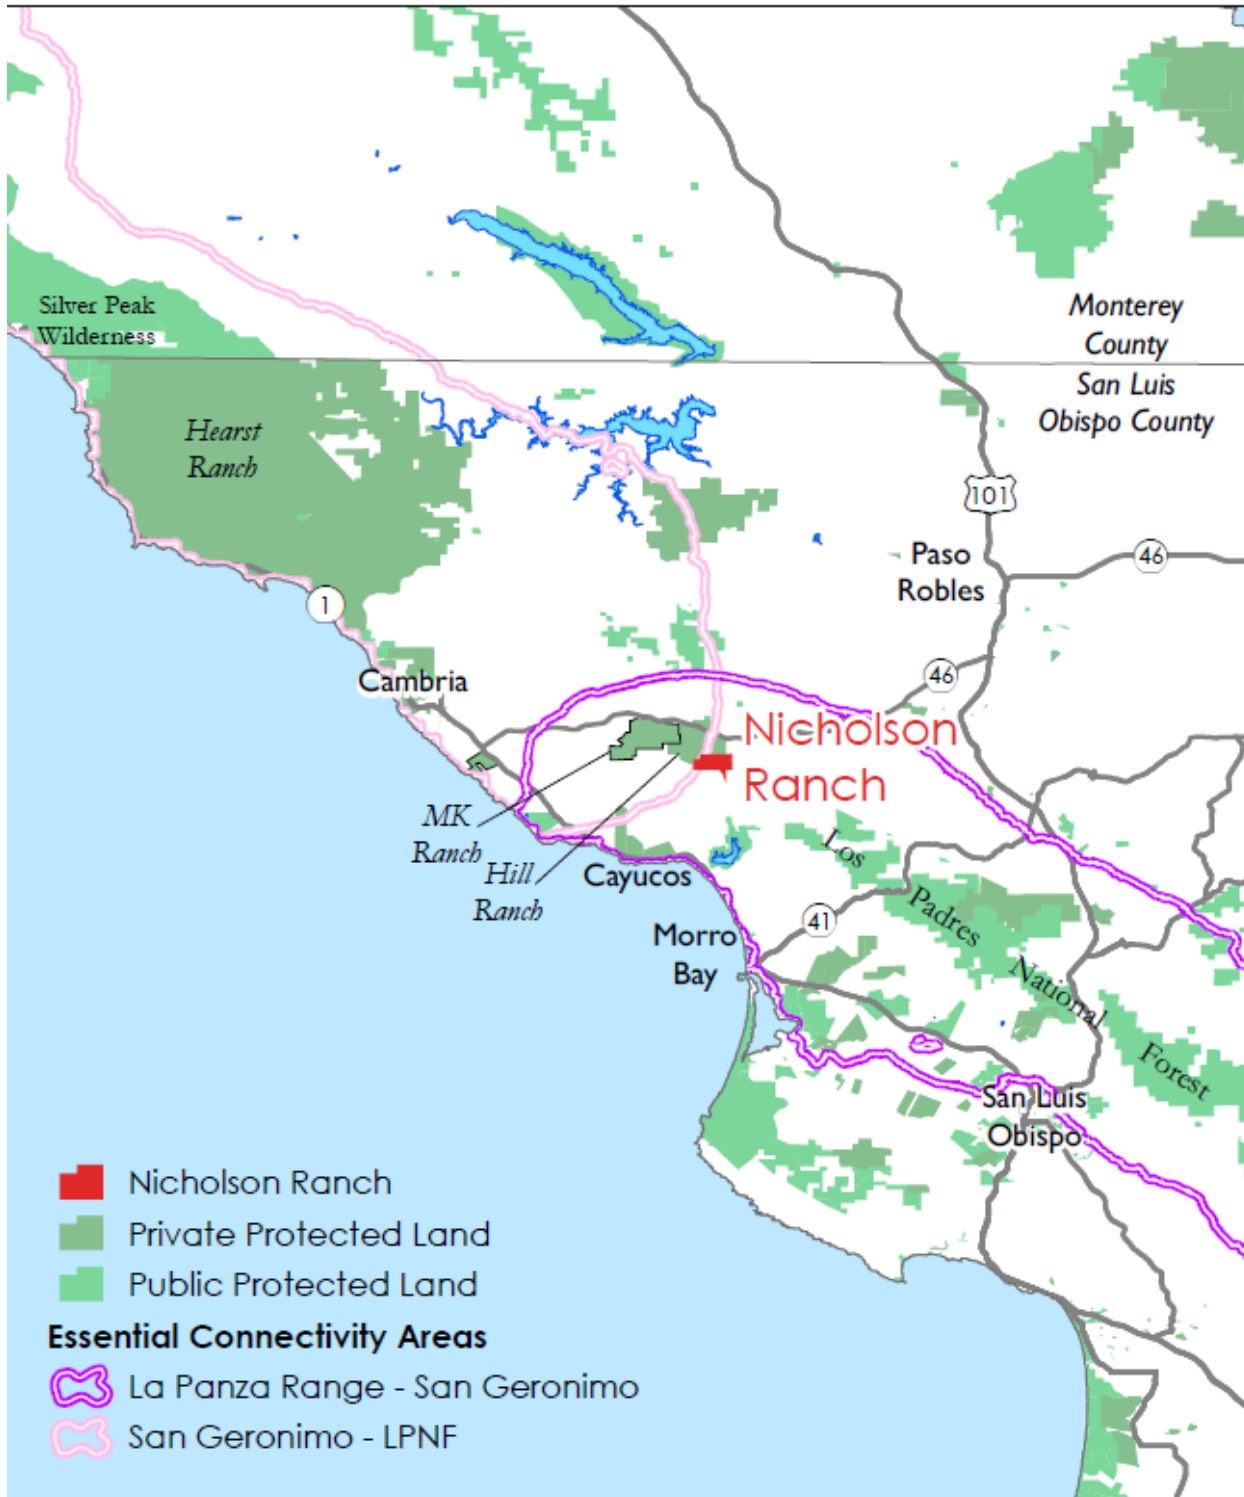 Silver Peak
Wilderness
Monterey
County
San Luis
Obispo County
Hearst
Ranch
101
Paso
Robles
46
1
46
Cambria
Nicholson
Ranch
MK
Ranch
Hill
Ranch
Cayucos
Los
Padres
National
Forest
41
Morro
Bay
San Luis
Obispo
Nicholson Ranch
Private Protected Land
Public Protected Land
Essential Connectivity Areas
La Panza Range - San Geronimo
San Geronimo - LPNF